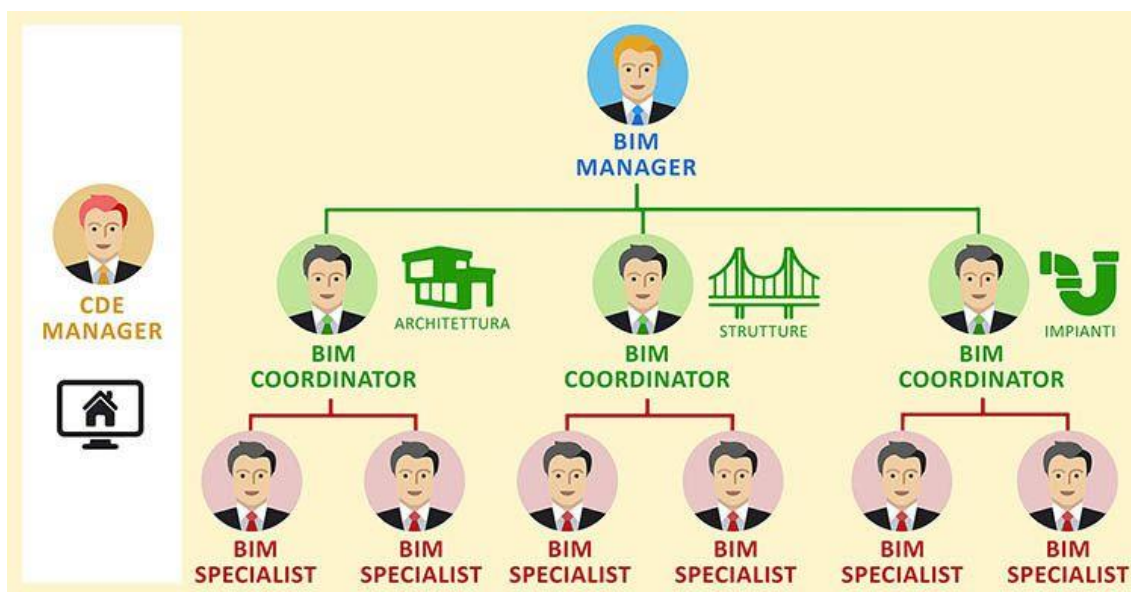 BIM
MANAGER
CDE
MANAGER
ARCHITETTURA
STRUTTURE
IMPIANTI
BIM
COORDINATOR
BIM
COORDINATOR
BIM
COORDINATOR
BIM
SPECIALIST
BIM
SPECIALIST
BIM
SPECIALIST
BIM
SPECIALIST
BIM
SPECIALIST
BIM
SPECIALIST